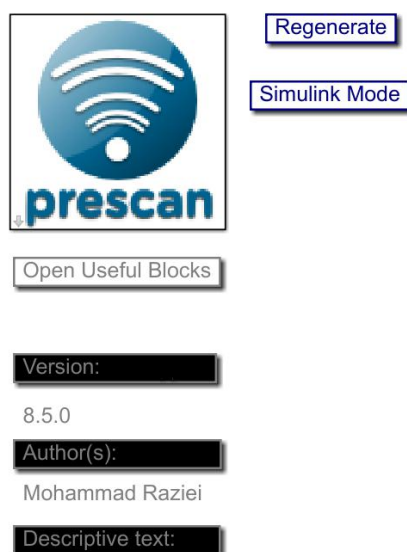 Regenerate
Simulink Mode
prescan
Open Useful Blocks
Version:
8.5.0
Author(s):
Mohammad Raziei
Descriptive text: